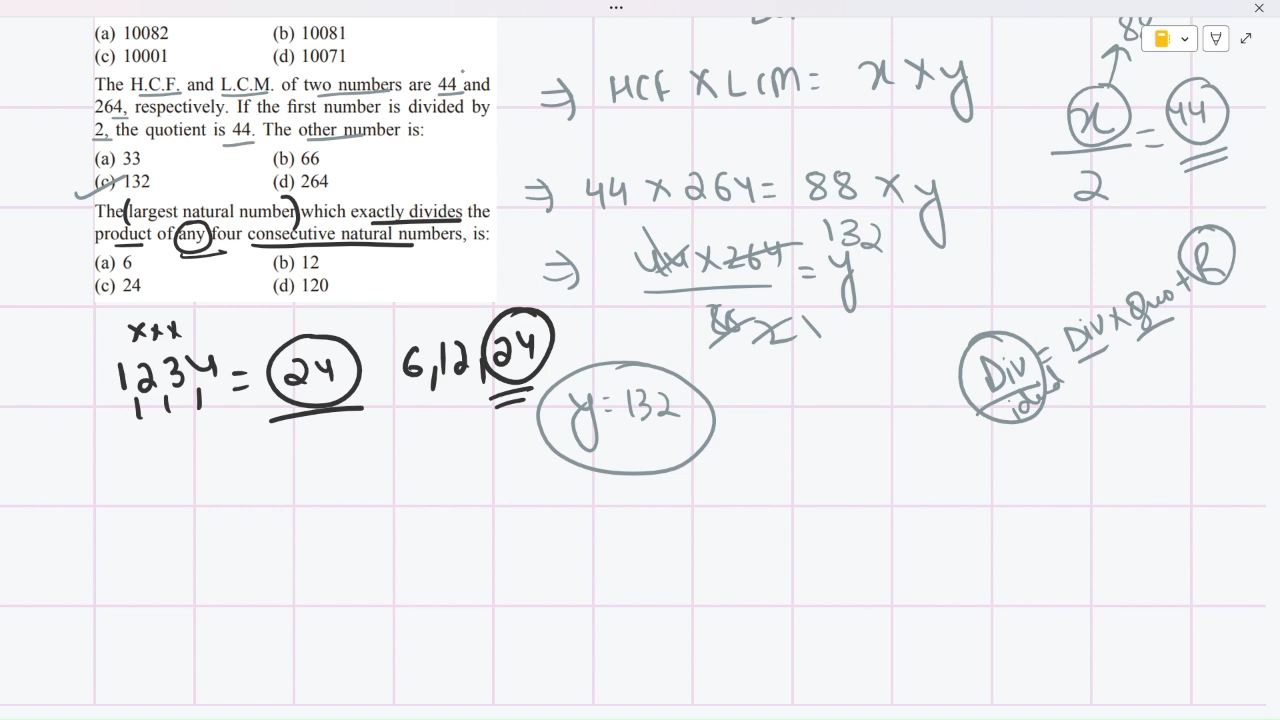 (a) 10082 (b) 10081
(c) 10001 (d) 10071
The H.C.F. and L.C.M. of two numbers are 44 and
264, respectively. If the first number is divided by
2, the quotient is 44. The other number is:
(a) 33 (b) 66
(c) 132 (d) 264
The largest natural number which exactly divides the
product of any four consecutive natural numbers, is:
(a) 6 (b) 12
(c) 24 (d) 120
×××
1234 = 24
6, 12, 24
⇒ HCF × LCM = x × y
⇒ 44 × 264 = 88 × y
132
⇒ 44 × 264 = y
88 2 1
y = 132
x = 44
2
Div = Div × Quo + R
idend